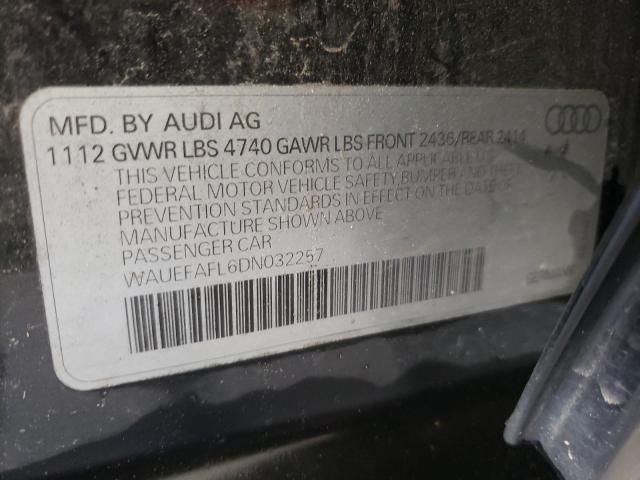 MFD. BY AUDI AG
1112 GVWR LBS 4740 GAWR LBS FRONT 2436/REAR 2414
THIS VEHICLE CONFORMS TO ALL APPLICABLE U.S.
FEDERAL MOTOR VEHICLE SAFETY BUMPER AND THEFT
PREVENTION STANDARDS IN EFFECT ON THE DATE OF
MANUFACTURE SHOWN ABOVE
PASSENGER CAR
WAUEFAFL6DN032257
GERMANY